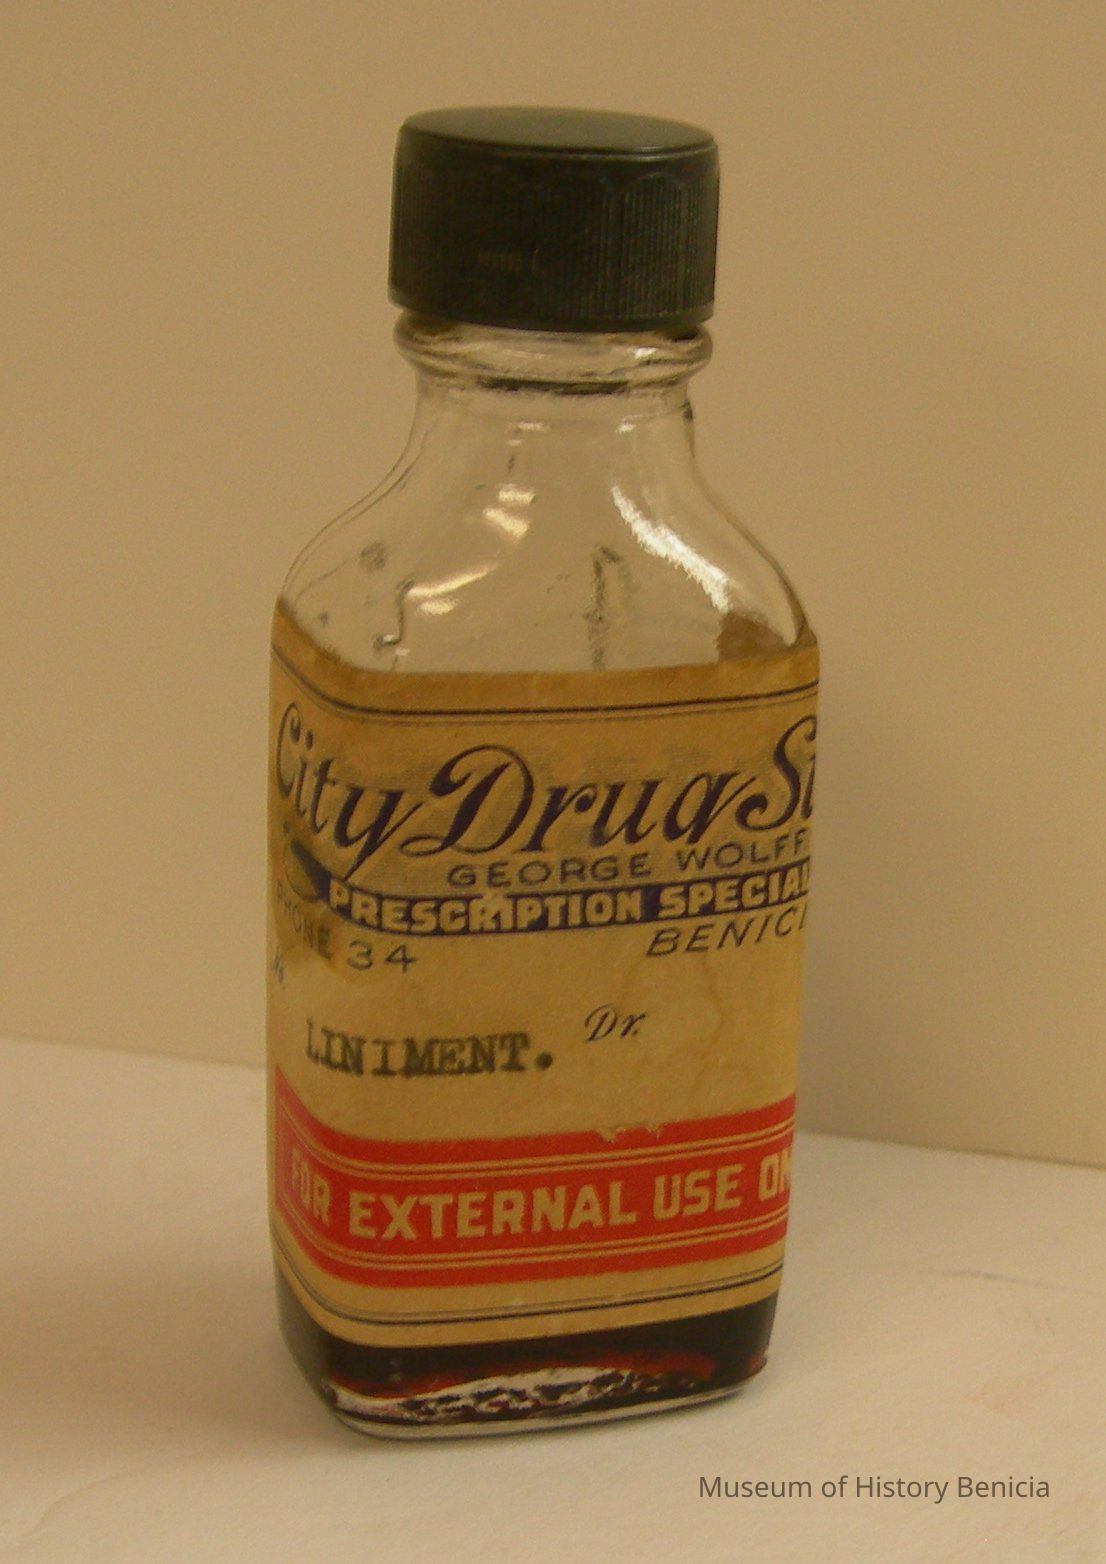 City Drug St
GEORGE WOLFF
PRESCRIPTION SPECIAL
PHONE 34 BENICI
No.
LINIMENT. Dr.
FOR EXTERNAL USE ON
Museum of History Benicia